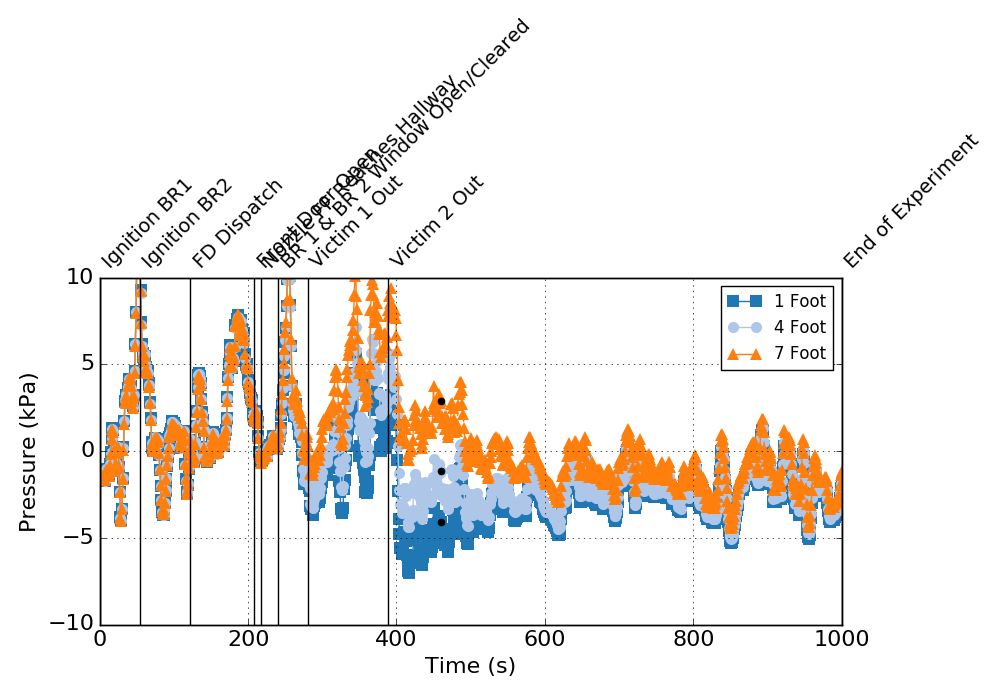 Ignition BR1
Ignition BR2
FD Dispatch
Front Door Open
Nozzle FF Reaches Hallway
BR 1 & BR 2 Window Open/Cleared
Victim 1 Out
Victim 2 Out
End of Experiment
10
5
0
−5
−10
Pressure (kPa)
1 Foot
4 Foot
7 Foot
0 200 400 600 800 1000
Time (s)